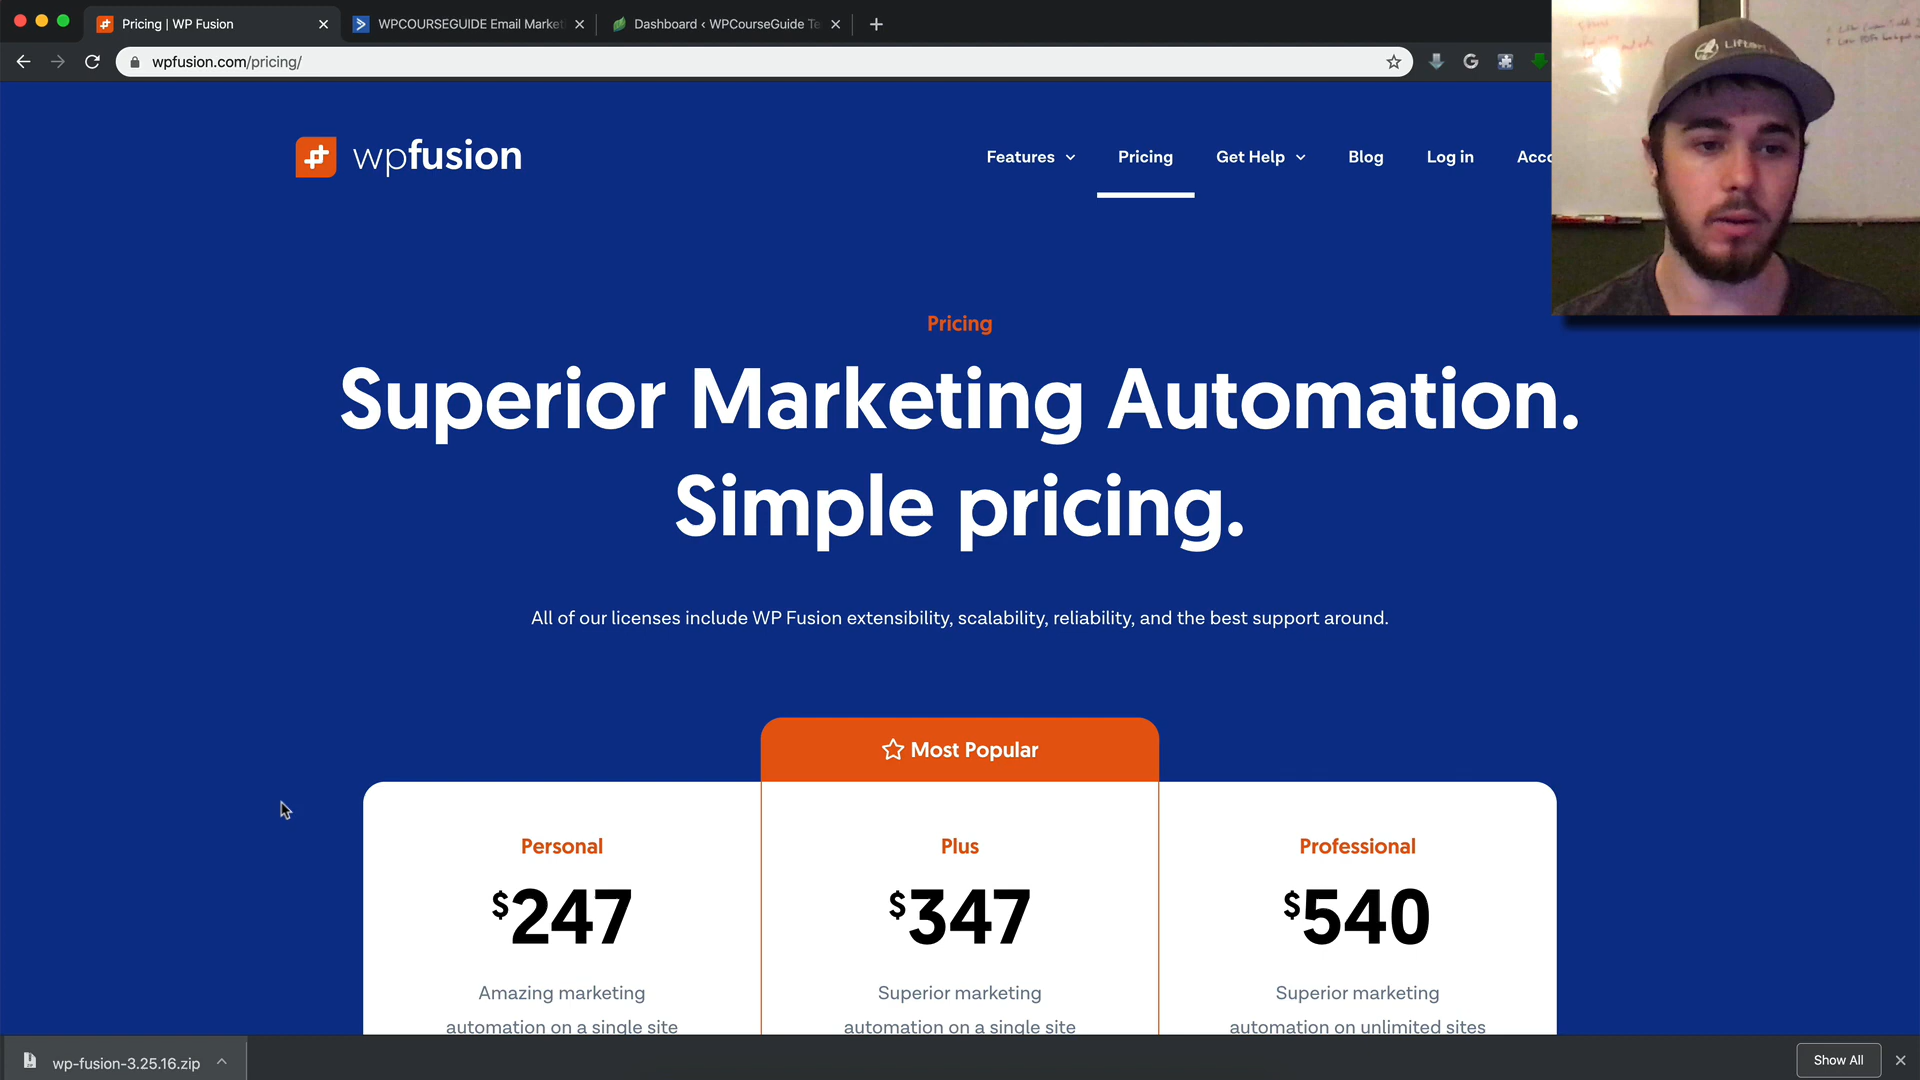 Pricing | WP Fusion
WPCOURSEGUIDE Email Market
Dashboard ‹ WPCourseGuide Te
wpfusion.com/pricing/
wpfusion
Features
Pricing
Get Help
Blog
Log in
Acco
Pricing
Superior Marketing Automation.
Simple pricing.
All of our licenses include WP Fusion extensibility, scalability, reliability, and the best support around.
Most Popular
Personal
$247
Amazing marketing
automation on a single site
Plus
$347
Superior marketing
automation on a single site
Professional
$540
Superior marketing
automation on unlimited sites
wp-fusion-3.25.16.zip
Show All